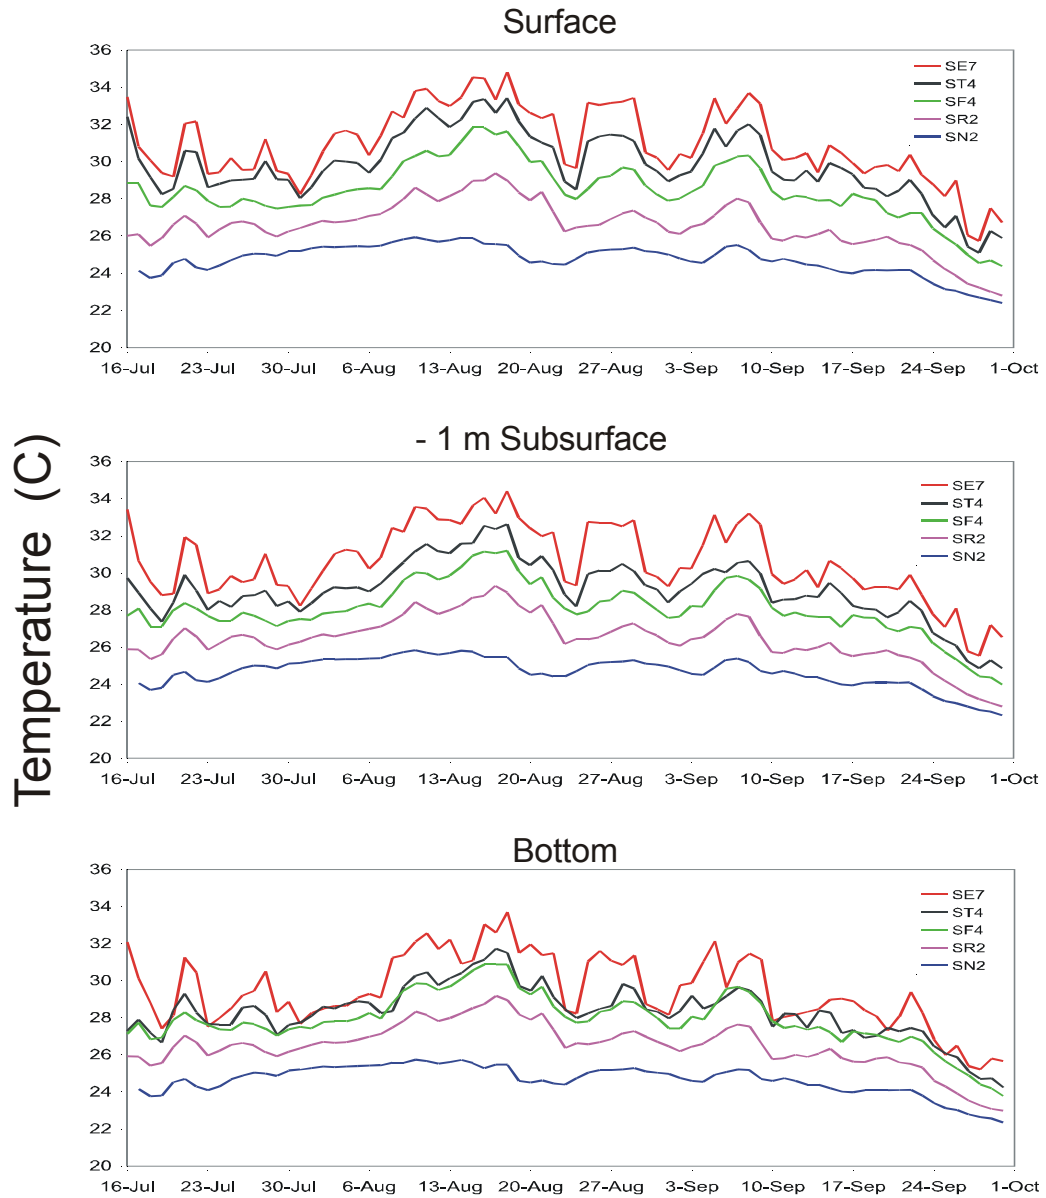 Surface
36
34
32
30
28
26
24
22
20
SE7
ST4
SF4
SR2
SN2
16-Jul 23-Jul 30-Jul 6-Aug 13-Aug 20-Aug 27-Aug 3-Sep 10-Sep 17-Sep 24-Sep 1-Oct
Temperature (C)
- 1 m Subsurface
36
34
32
30
28
26
24
22
20
SE7
ST4
SF4
SR2
SN2
16-Jul 23-Jul 30-Jul 6-Aug 13-Aug 20-Aug 27-Aug 3-Sep 10-Sep 17-Sep 24-Sep 1-Oct
Bottom
36
34
32
30
28
26
24
22
20
SE7
ST4
SF4
SR2
SN2
16-Jul 23-Jul 30-Jul 6-Aug 13-Aug 20-Aug 27-Aug 3-Sep 10-Sep 17-Sep 24-Sep 1-Oct